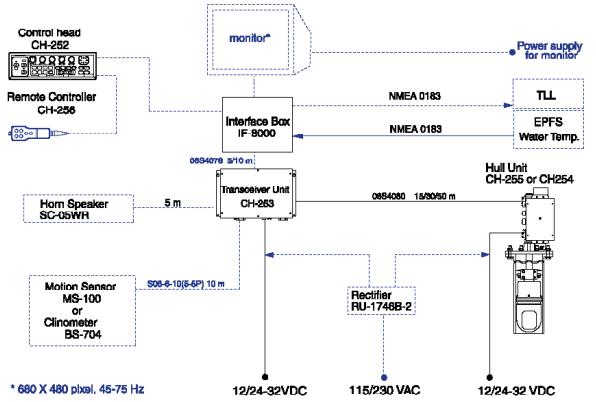 Control head
CH-252
monitor*
Power supply
for monitor
Remote Controller
CH-256
Interface Box
IF-8000
NMEA 0183
TLL
NMEA 0183
EPFS
Water Temp.
06S4076 5/10 m
Hull Unit
CH-255 or CH254
Transceiver Unit
CH-253
Horn Speaker
SC-05WR
5 m
06S4080 15/30/50 m
Motion Sensor
MS-100
or
Clinometer
BS-704
S06-6-10(5-5P) 10 m
Rectifier
RU-1746B-2
* 680 X 480 pixel, 45-75 Hz
12/24-32VDC
115/230 VAC
12/24-32 VDC